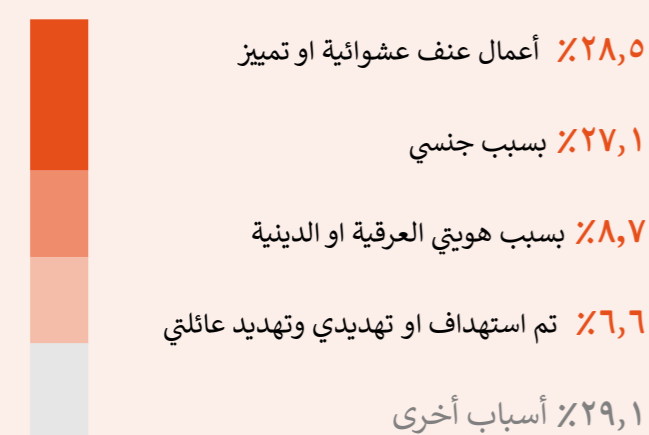 ٪٢٨,٥ أعمال عنف عشوائية او تمييز
٪٢٧,١ بسبب جنسي
٪٨,٧ بسبب هويتي العرقية او الدينية
٪٦,٦ تم استهداف او تهديدي وتهديد عائلتي
٪٢٩,١ أسباب أخرى